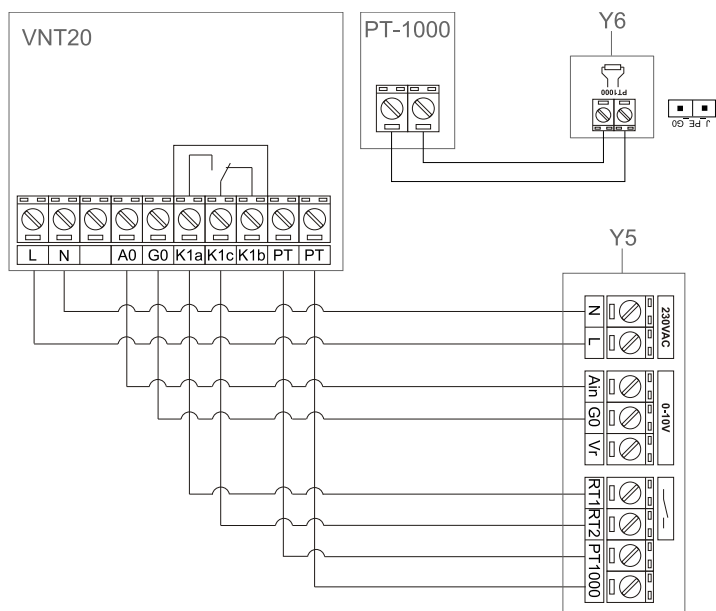 VNT20
PT-1000
Y6
PT1000
J PE G0
L N A0 G0 K1a K1c K1b PT PT
Y5
N
L
230VAC
Ain
G0
Vr
0-10V
RT1
RT2
PT1000